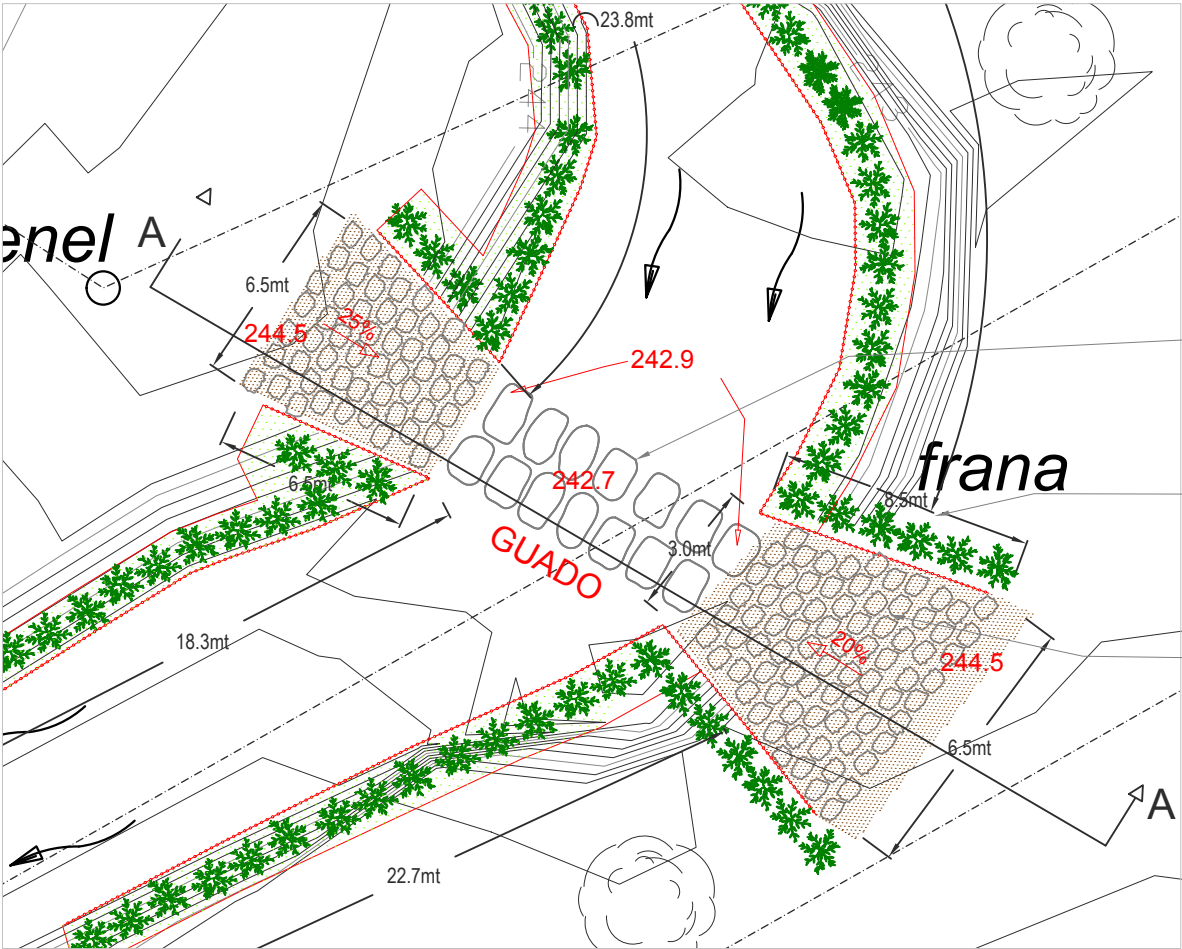 23.8mt
enel
A
6.5mt
244.5
25%
242.9
242.7
6.5mt
frana
8.5mt
3.0mt
GUADO
18.3mt
20%
244.5
6.5mt
A
22.7mt